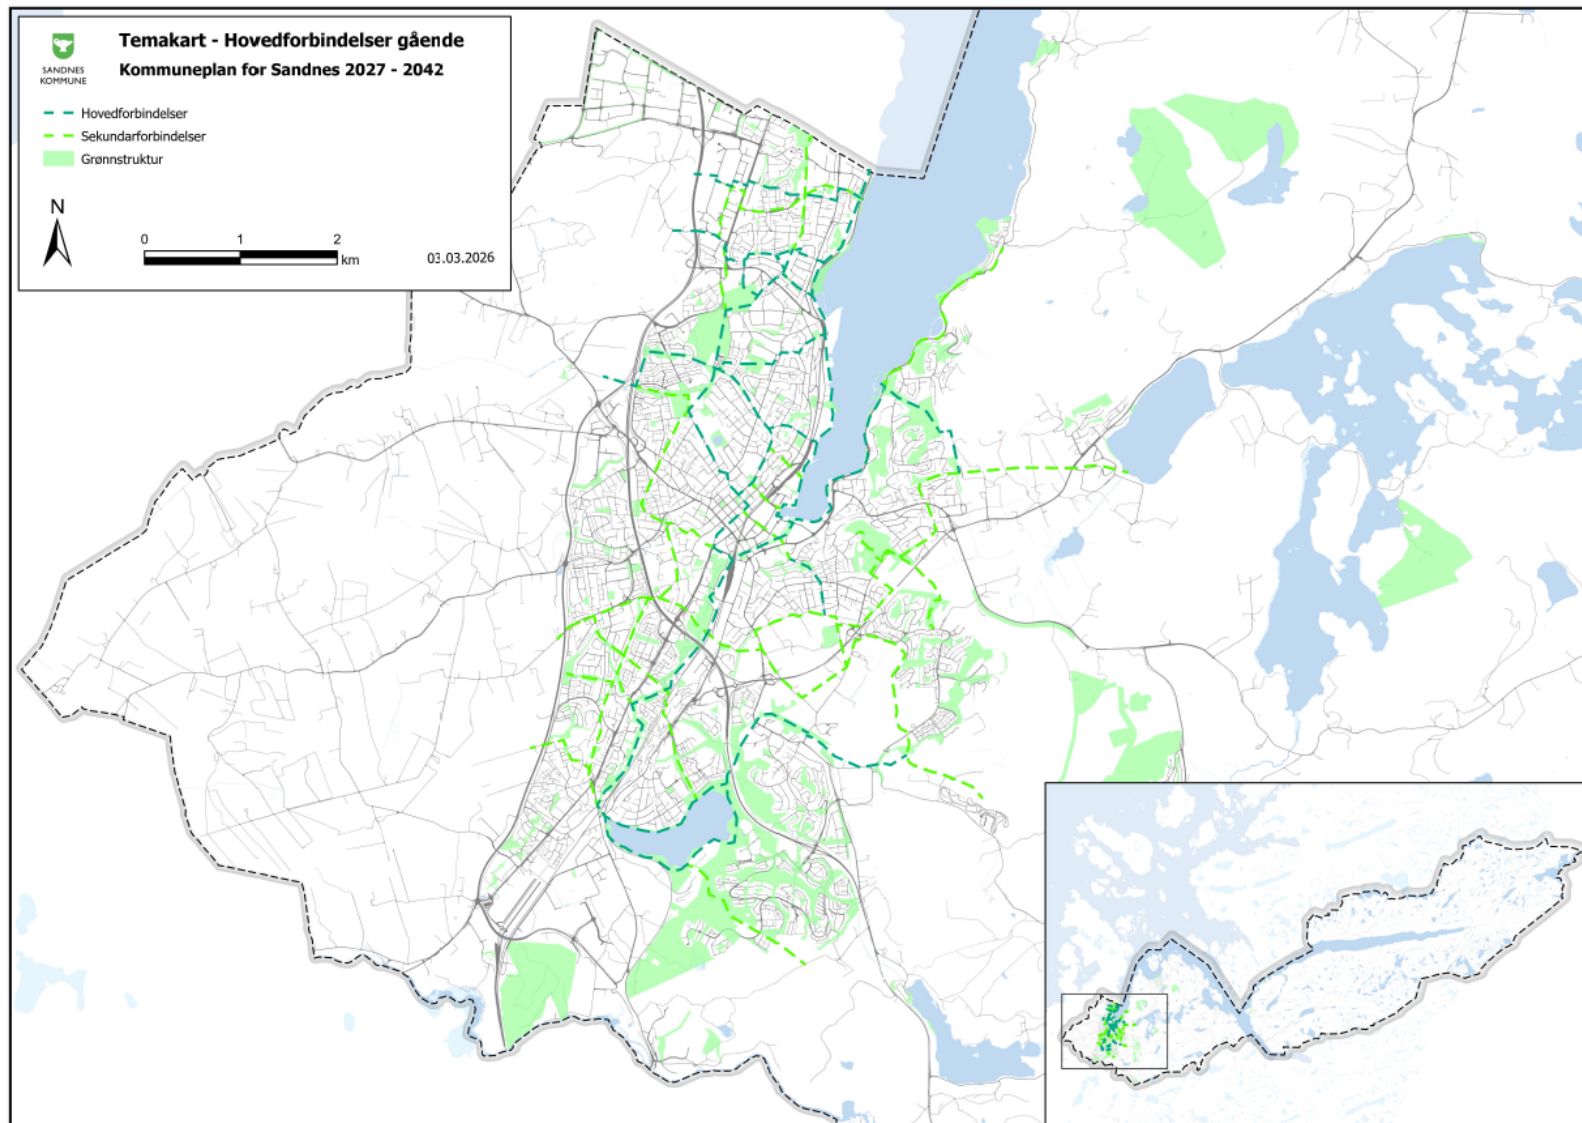 Temakart - Hovedforbindelser gående
Kommuneplan for Sandnes 2027 - 2042
SANDNES
KOMMUNE
Hovedforbindelser
Sekundarforbindelser
Grønnstruktur
N
0 1 2
km
03.03.2026